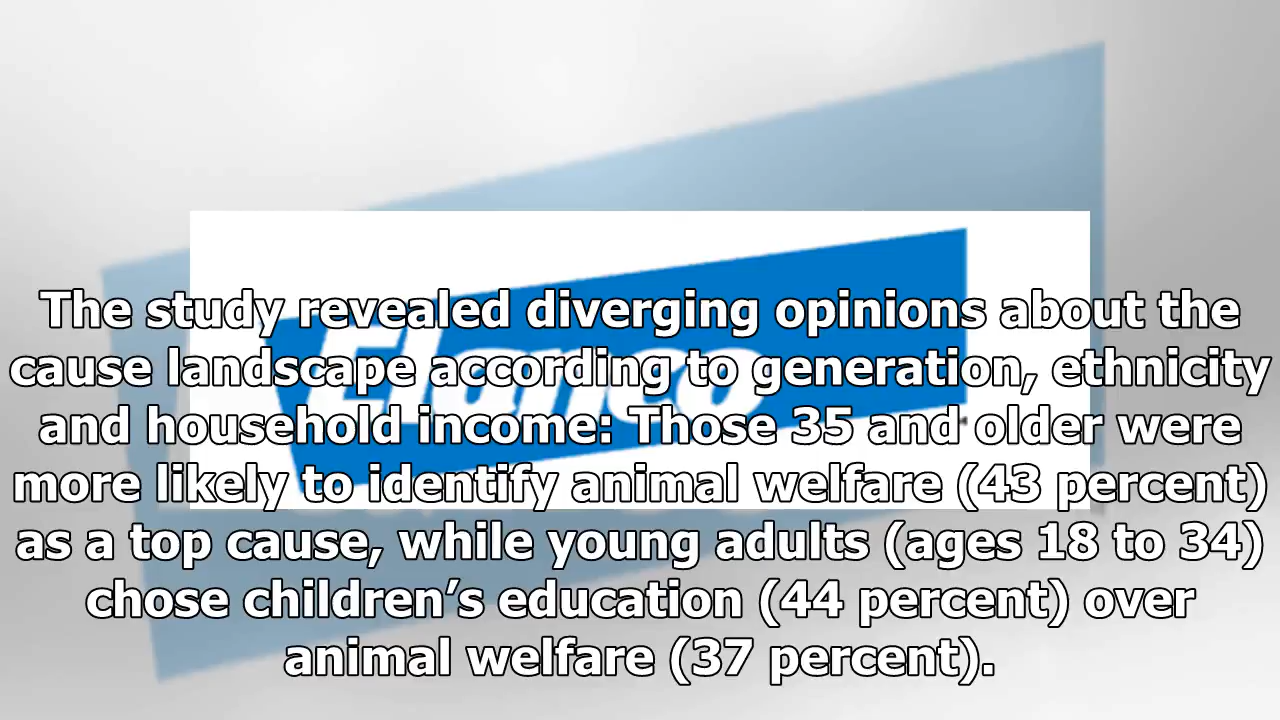 Elanco
The study revealed diverging opinions about the
cause landscape according to generation, ethnicity
and household income: Those 35 and older were
more likely to identify animal welfare (43 percent)
as a top cause, while young adults (ages 18 to 34)
chose children’s education (44 percent) over
animal welfare (37 percent).